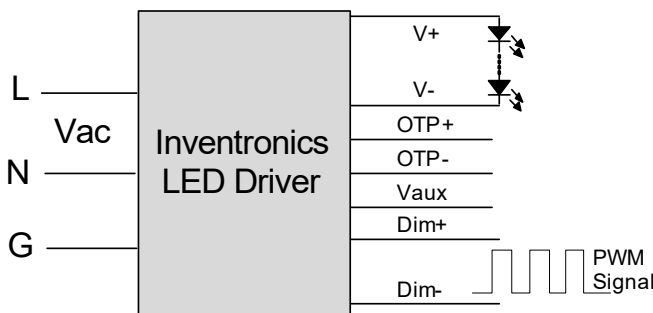 L
Vac
N
G
Inventronics
LED Driver
V+
V-
OTP+
OTP-
Vaux
Dim+
Dim-
PWM
Signal